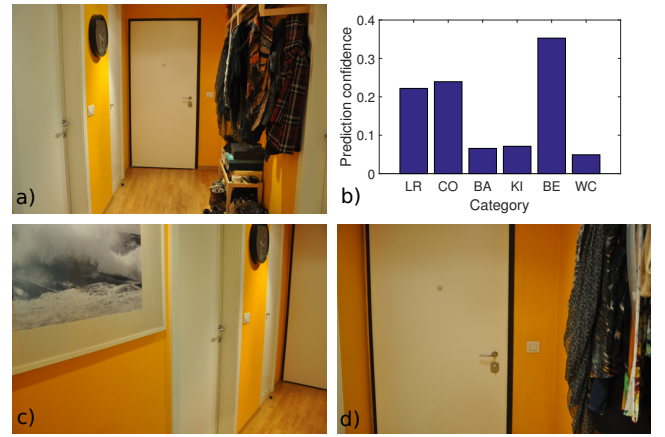 a)
b)
Prediction confidence
0.4
0.3
0.2
0.1
0
LR CO BA KI BE WC
Category
c)
d)